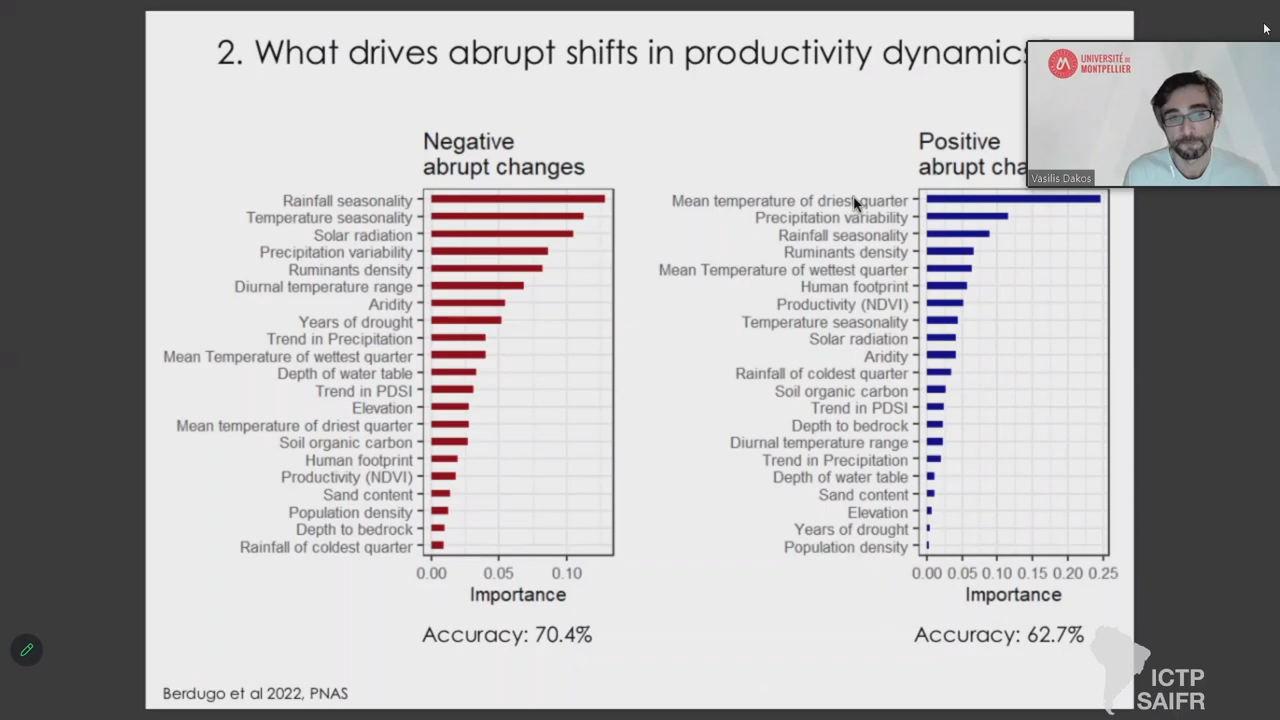 2. What drives abrupt shifts in productivity dynamics
UNIVERSITÉ DE
MONTPELLIER
Vasilis Dakos
Negative
abrupt changes
Rainfall seasonality
Temperature seasonality
Solar radiation
Precipitation variability
Ruminants density
Diurnal temperature range
Aridity
Years of drought
Trend in Precipitation
Mean Temperature of wettest quarter
Depth of water table
Trend in PDSI
Elevation
Mean temperature of driest quarter
Soil organic carbon
Human footprint
Productivity (NDVI)
Sand content
Population density
Depth to bedrock
Rainfall of coldest quarter
0.00 0.05 0.10
Importance
Accuracy: 70.4%
Positive
abrupt cha
Mean temperature of driest quarter
Precipitation variability
Rainfall seasonality
Ruminants density
Mean Temperature of wettest quarter
Human footprint
Productivity (NDVI)
Temperature seasonality
Solar radiation
Aridity
Rainfall of coldest quarter
Soil organic carbon
Trend in PDSI
Depth to bedrock
Diurnal temperature range
Trend in Precipitation
Depth of water table
Sand content
Elevation
Years of drought
Population density
0.00 0.05 0.10 0.15 0.20 0.25
Importance
Accuracy: 62.7%
Berdugo et al 2022, PNAS
ICTP
SAIFR